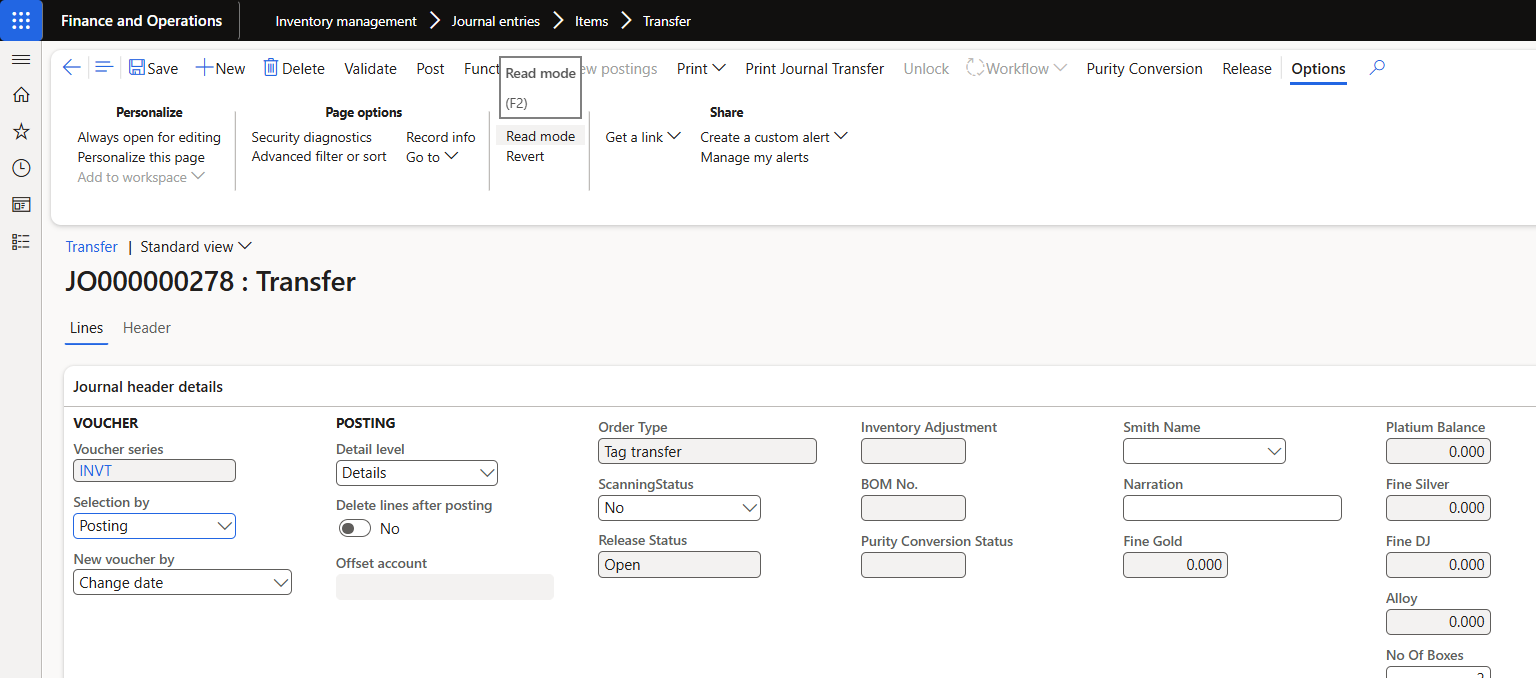 Finance and Operations
Inventory management Journal entries Items Transfer
Save New Delete Validate Post Funct ew postings Print Print Journal Transfer Unlock Workflow Purity Conversion Release Options
Read mode
(F2)
Personalize
Always open for editing
Personalize this page
Add to workspace
Page options
Security diagnostics Record info
Advanced filter or sort Go to
Read mode
Revert
Share
Get a link Create a custom alert
Manage my alerts
Transfer | Standard view
JO000000278 : Transfer
Lines Header
Journal header details
VOUCHER
Voucher series
INVT
Selection by
Posting
New voucher by
Change date
POSTING
Detail level
Details
Delete lines after posting
No
Offset account
Order Type
Tag transfer
ScanningStatus
No
Release Status
Open
Inventory Adjustment
BOM No.
Purity Conversion Status
Smith Name
Narration
Fine Gold
0.000
Platium Balance
0.000
Fine Silver
0.000
Fine DJ
0.000
Alloy
0.000
No Of Boxes